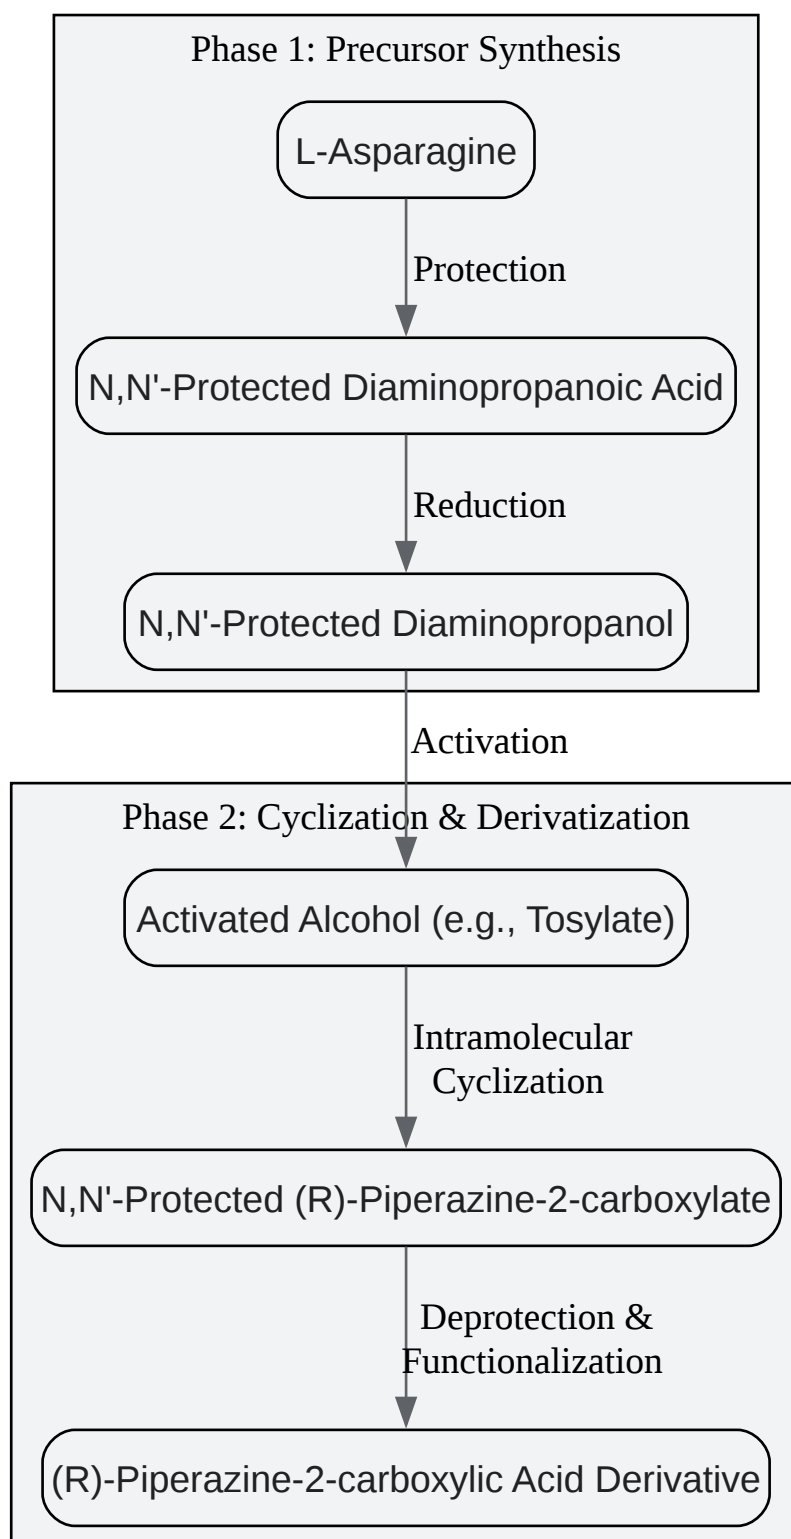 Phase 1: Precursor Synthesis
L-Asparagine
Protection
N,N'-Protected Diaminopropanoic Acid
Reduction
N,N'-Protected Diaminopropanol
Activation
Phase 2: Cyclization & Derivatization
Activated Alcohol (e.g., Tosylate)
Intramolecular
Cyclization
N,N'-Protected (R)-Piperazine-2-carboxylate
Deprotection &
Functionalization
(R)-Piperazine-2-carboxylic Acid Derivative